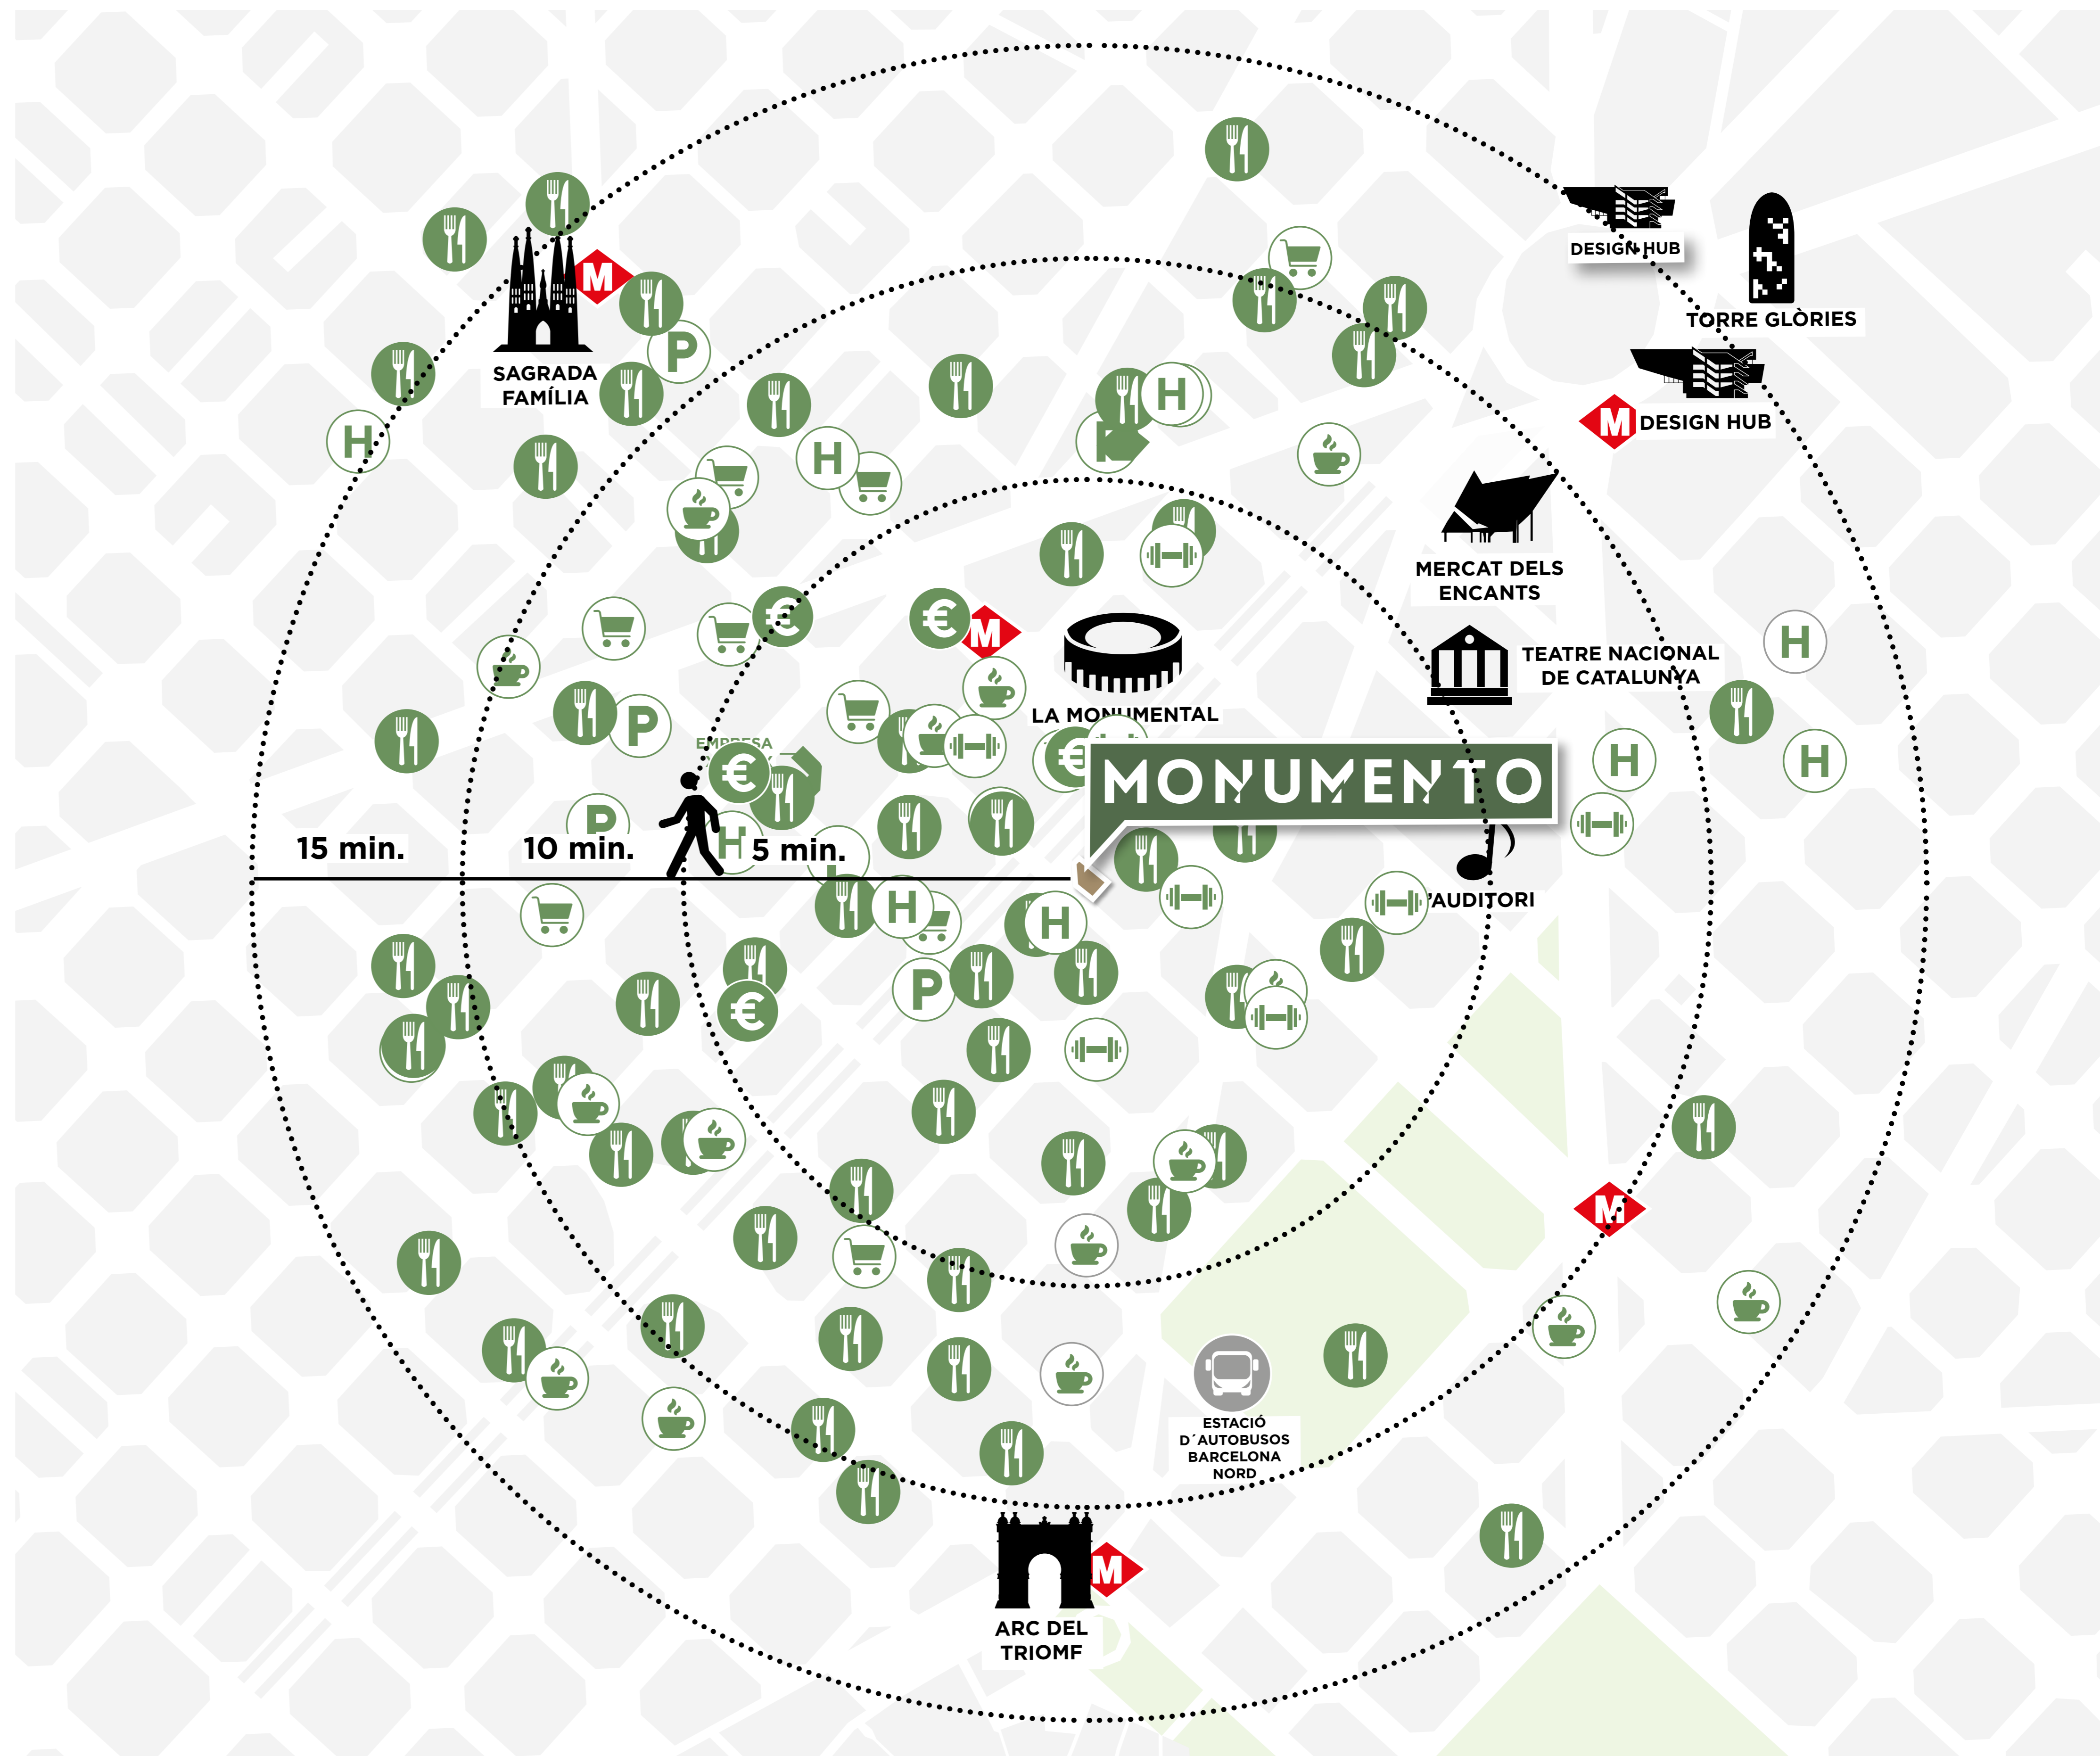 DESIGN HUB
TORRE GLÒRIES
M
SAGRADA
FAMÍLIA
P
M
DESIGN HUB
H
H
H
MERCAT DELS
ENCANTS
€
€
M
TEATRE NACIONAL
DE CATALUNYA
H
P
LA MONUMENTAL
EMPRESA
€
€
MONUMENTO
H
H
P
15 min.
10 min.
H
5 min.
'AUDITORI
H
H
P
€
M
ESTACIÓ
D´AUTOBUSOS
BARCELONA
NORD
M
ARC DEL
TRIOMF